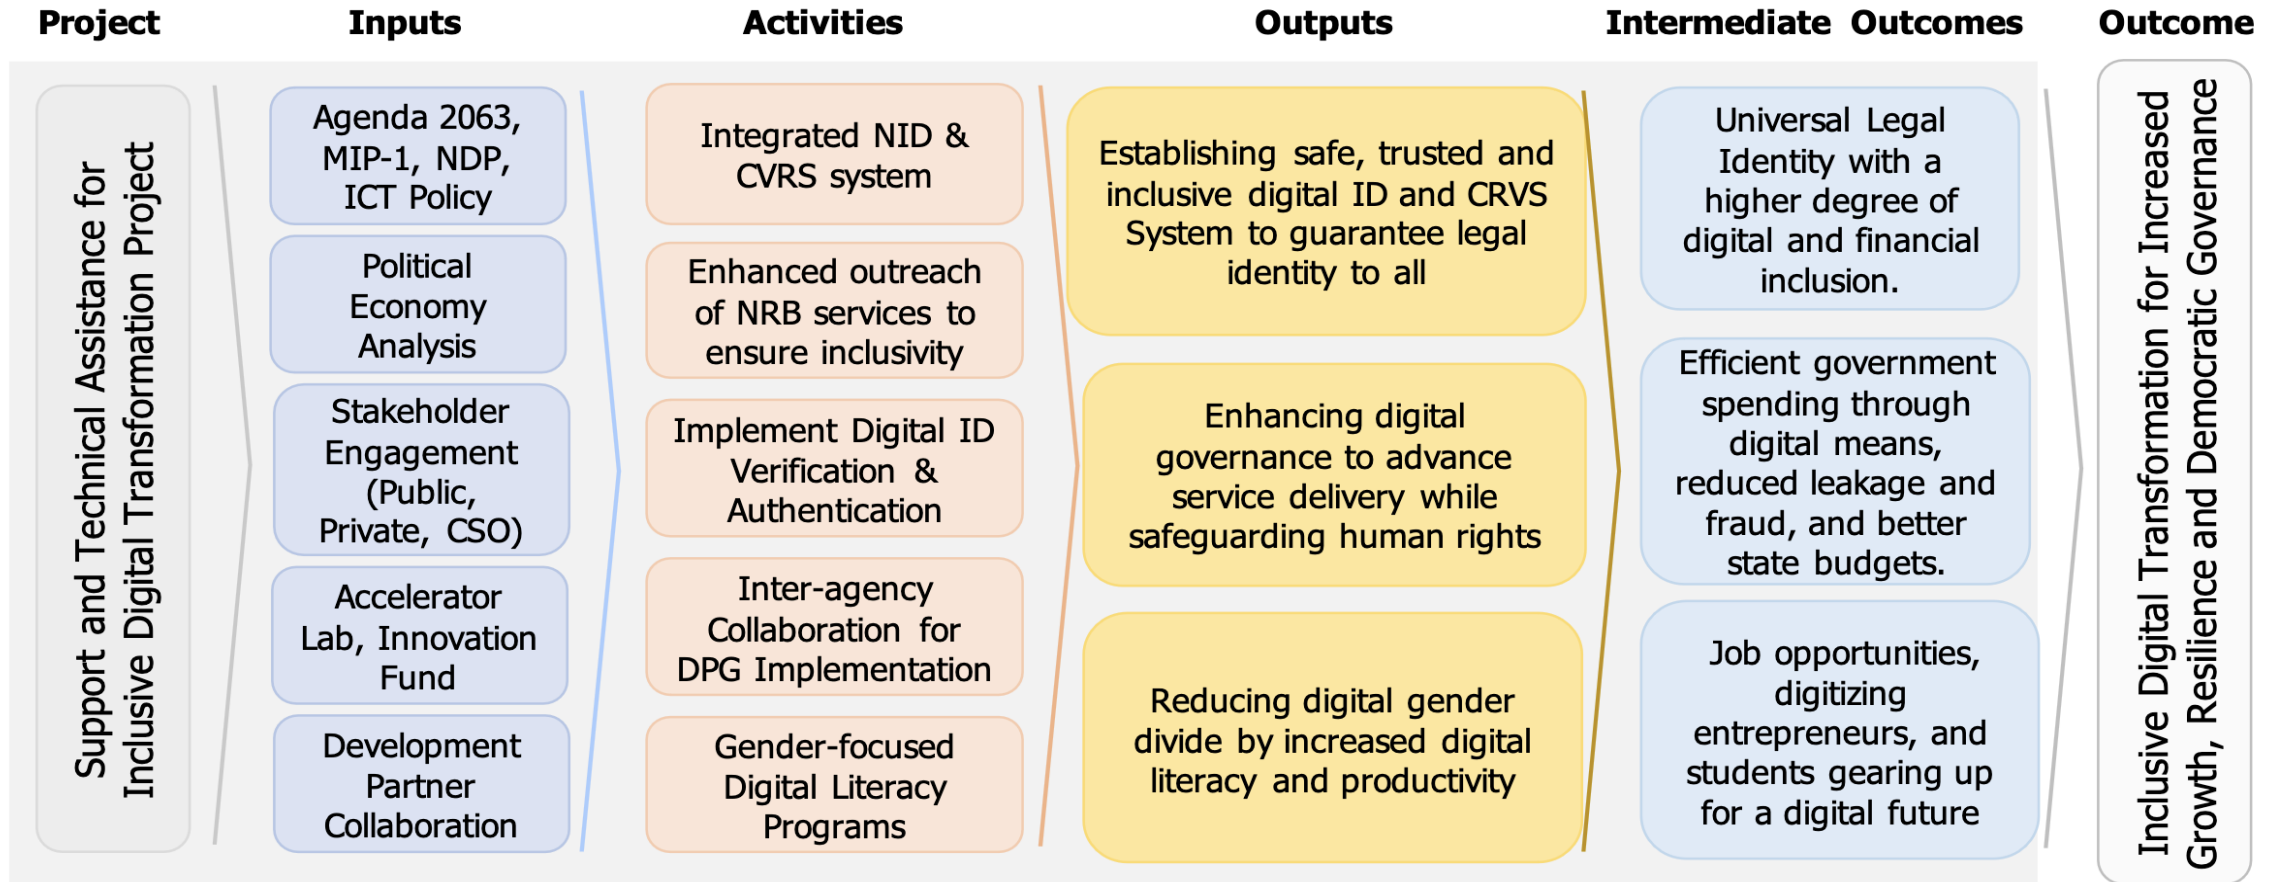 Project
Inputs
Activities
Outputs
Intermediate Outcomes
Outcome
Support and Technical Assistance for
Inclusive Digital Transformation Project
Agenda 2063,
MIP-1, NDP,
ICT Policy
Political
Economy
Analysis
Stakeholder
Engagement
(Public,
Private, CSO)
Accelerator
Lab, Innovation
Fund
Development
Partner
Collaboration
Integrated NID &
CVRS system
Enhanced outreach
of NRB services to
ensure inclusivity
Implement Digital ID
Verification &
Authentication
Inter-agency
Collaboration for
DPG Implementation
Gender-focused
Digital Literacy
Programs
Establishing safe, trusted and
inclusive digital ID and CRVS
System to guarantee legal
identity to all
Enhancing digital
governance to advance
service delivery while
safeguarding human rights
Reducing digital gender
divide by increased digital
literacy and productivity
Universal Legal
Identity with a
higher degree of
digital and financial
inclusion.
Efficient government
spending through
digital means,
reduced leakage and
fraud, and better
state budgets.
Job opportunities,
digitizing
entrepreneurs, and
students gearing up
for a digital future
Inclusive Digital Transformation for Increased
Growth, Resilience and Democratic Governance